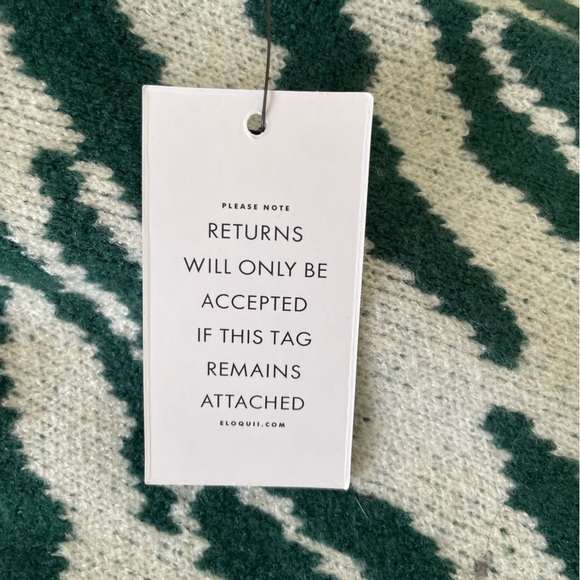 PLEASE NOTE
RETURNS
WILL ONLY BE
ACCEPTED
IF THIS TAG
REMAINS
ATTACHED
ELOQUII.COM